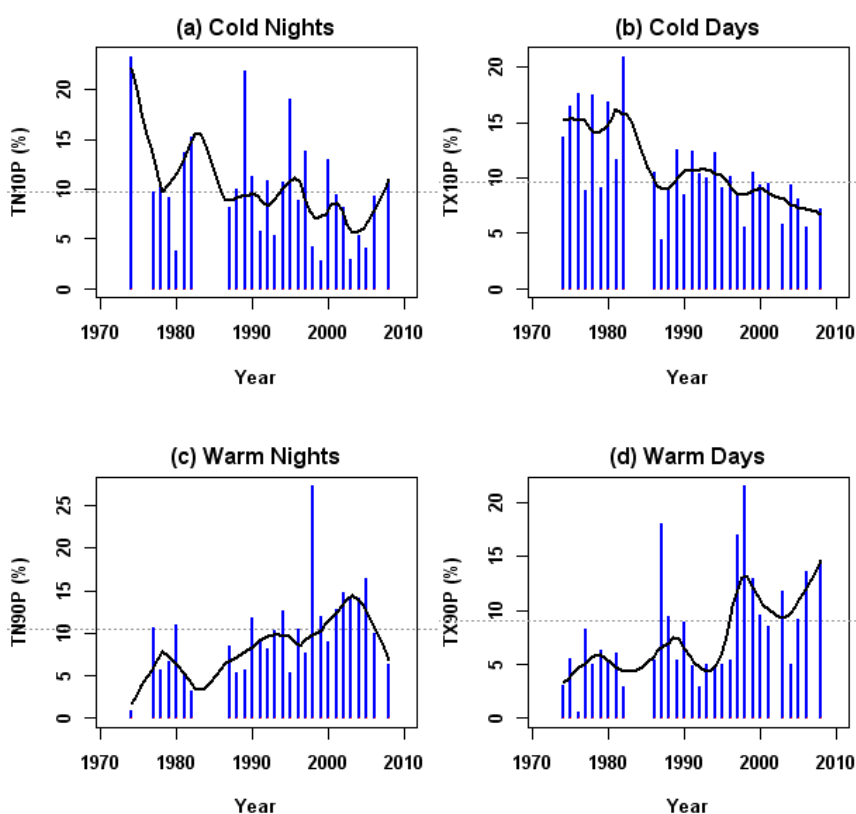 (a) Cold Nights
TN10P (%)
0 5 10 15 20
1970 1980 1990 2000 2010
Year
(b) Cold Days
TX10P (%)
0 5 10 15 20
1970 1980 1990 2000 2010
Year
(c) Warm Nights
TN90P (%)
0 5 10 15 20 25
1970 1980 1990 2000 2010
Year
(d) Warm Days
TX90P (%)
0 5 10 15 20
1970 1980 1990 2000 2010
Year